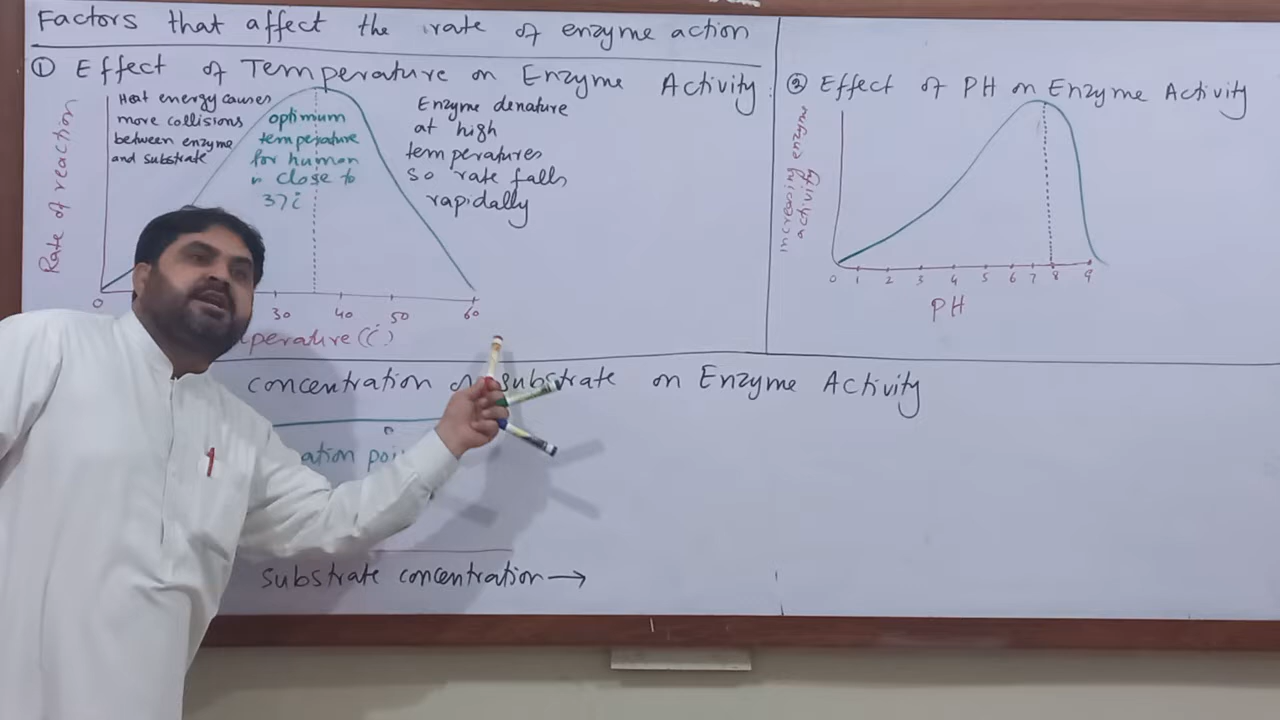 Factors that affect the rate of enzyme action
① Effect of Temperature on Enzyme Activity
Rate of reaction
Heat energy causes
more collisions
between enzyme
and substrate
optimum
temperature
for human
is close to
37c̊
Enzyme denature
at high
temperatures
so rate falls
rapidally
0 30 40 50 60
② Effect of PH on Enzyme Activity
increasing enzyme
activity
0 1 2 3 4 5 6 7 8 9
PH
concentration of substrate on Enzyme Activity
substrate concentration →